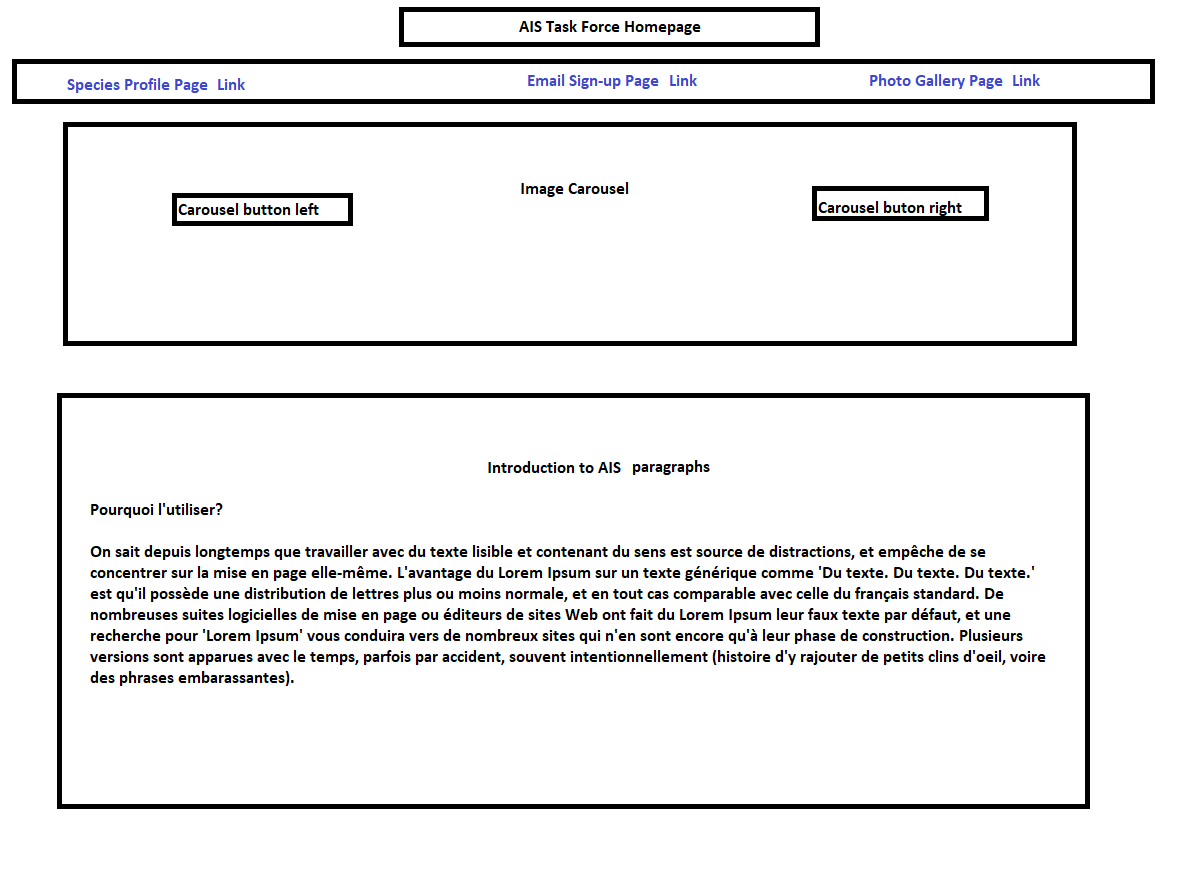 AIS Task Force Homepage
Species Profile Page Link
Email Sign-up Page Link
Photo Gallery Page Link
Image Carousel
Carousel button left
Carousel buton right
Introduction to AIS paragraphs
Pourquoi l'utiliser?
On sait depuis longtemps que travailler avec du texte lisible et contenant du sens est source de distractions, et empêche de se
concentrer sur la mise en page elle-même. L'avantage du Lorem Ipsum sur un texte générique comme 'Du texte. Du texte. Du texte.'
est qu'il possède une distribution de lettres plus ou moins normale, et en tout cas comparable avec celle du français standard. De
nombreuses suites logicielles de mise en page ou éditeurs de sites Web ont fait du Lorem Ipsum leur faux texte par défaut, et une
recherche pour 'Lorem Ipsum' vous conduira vers de nombreux sites qui n'en sont encore qu'à leur phase de construction. Plusieurs
versions sont apparues avec le temps, parfois par accident, souvent intentionnellement (histoire d'y rajouter de petits clins d'oeil, voire
des phrases embarassantes).